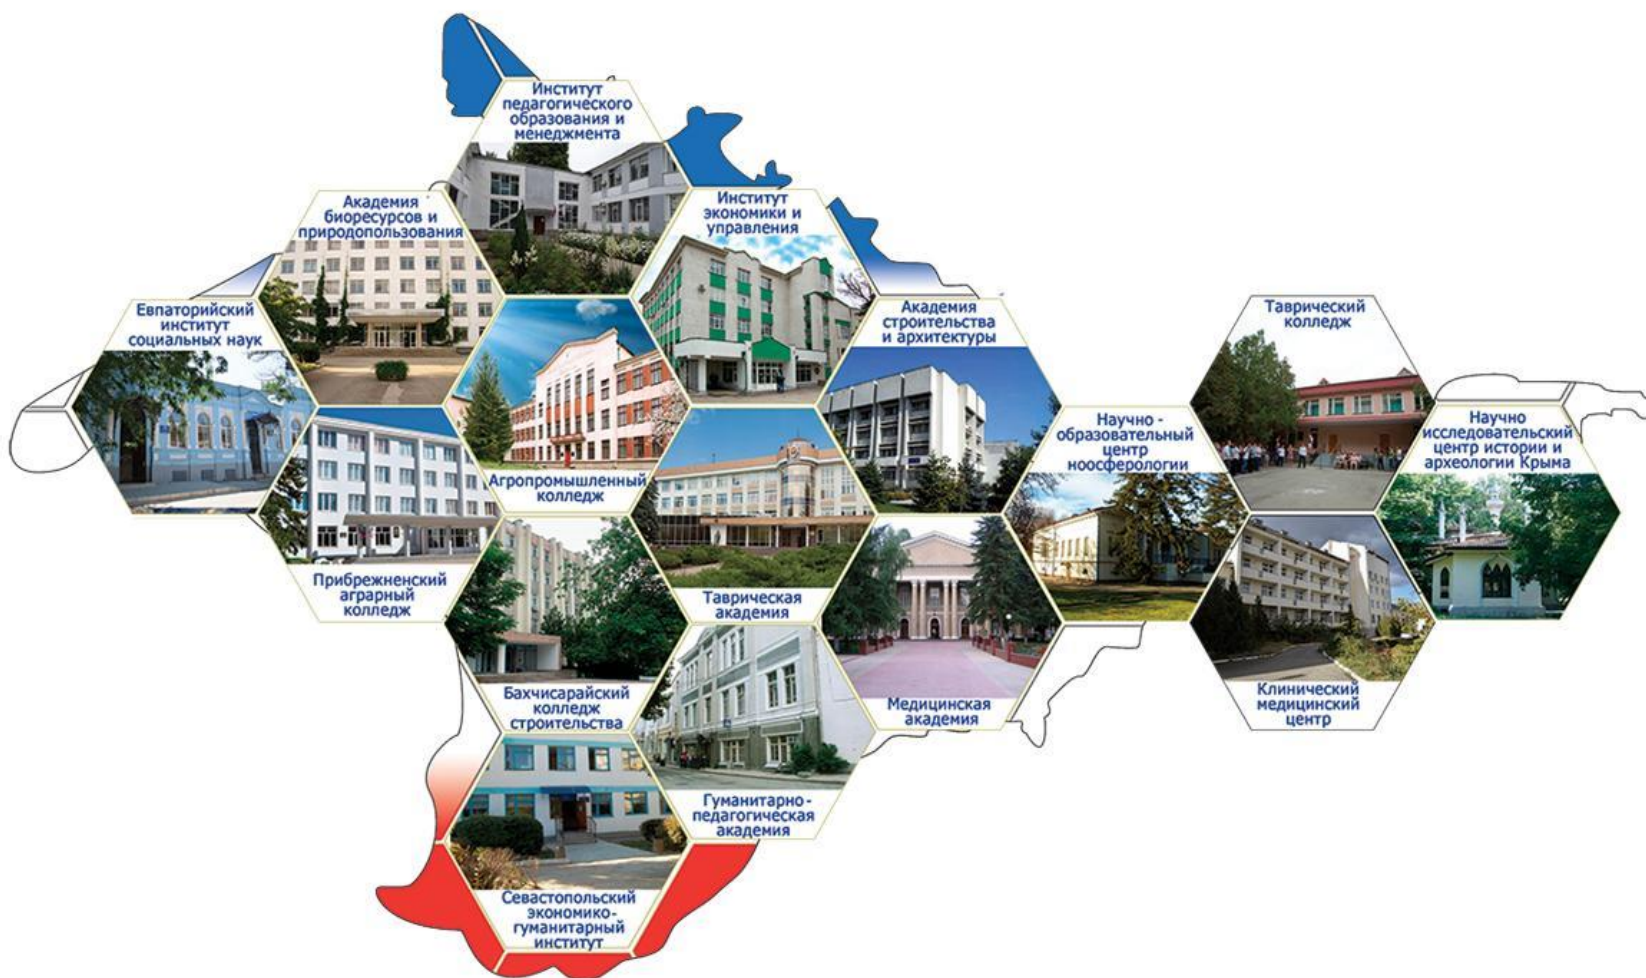 Институт
педагогического
образования и
менеджмента
Академия
биоресурсов и
природопользования
Институт
экономики и
управления
Евпаторийский
институт
социальных наук
Академия
строительства
и архитектуры
Таврический
колледж
Агропромышленный
колледж
Научно -
образовательный
центр
ноосферологии
Научно
исследовательский
центр истории и
археологии Крыма
Прибрежненский
аграрный
колледж
Таврическая
академия
Бахчисарайский
колледж
строительства
Медицинская
академия
Клинический
медицинский
центр
Гуманитарно-
педагогическая
академия
Севастопольский
экономико-
гуманитарный
институт